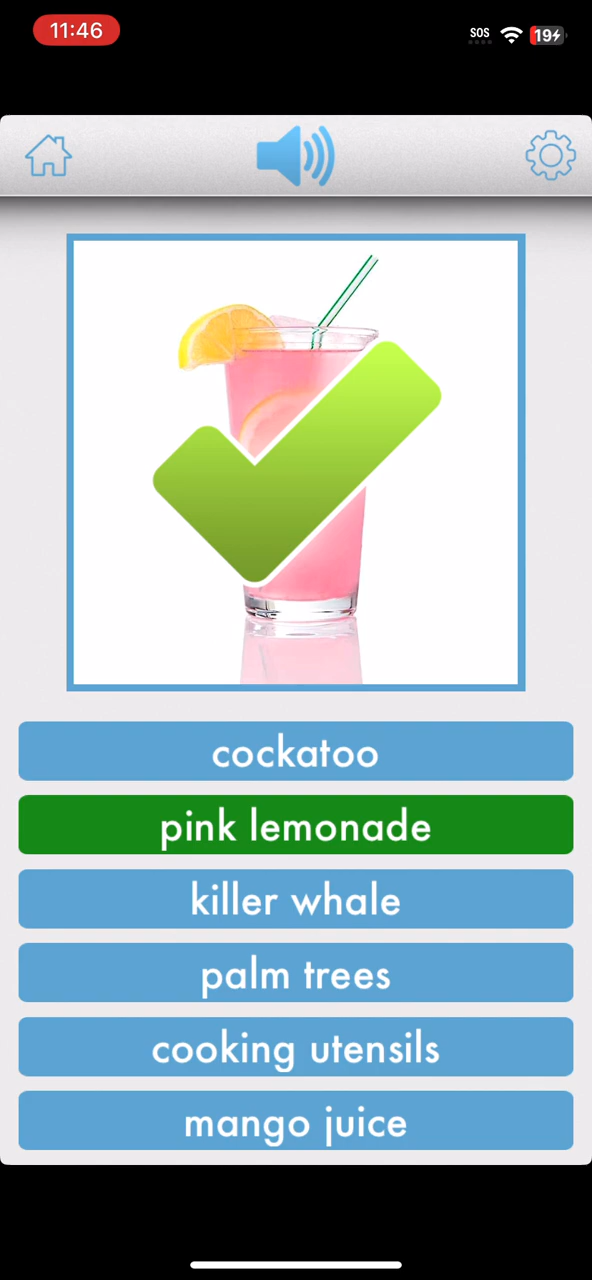 11:46
SOS
19
cockatoo
pink lemonade
killer whale
palm trees
cooking utensils
mango juice